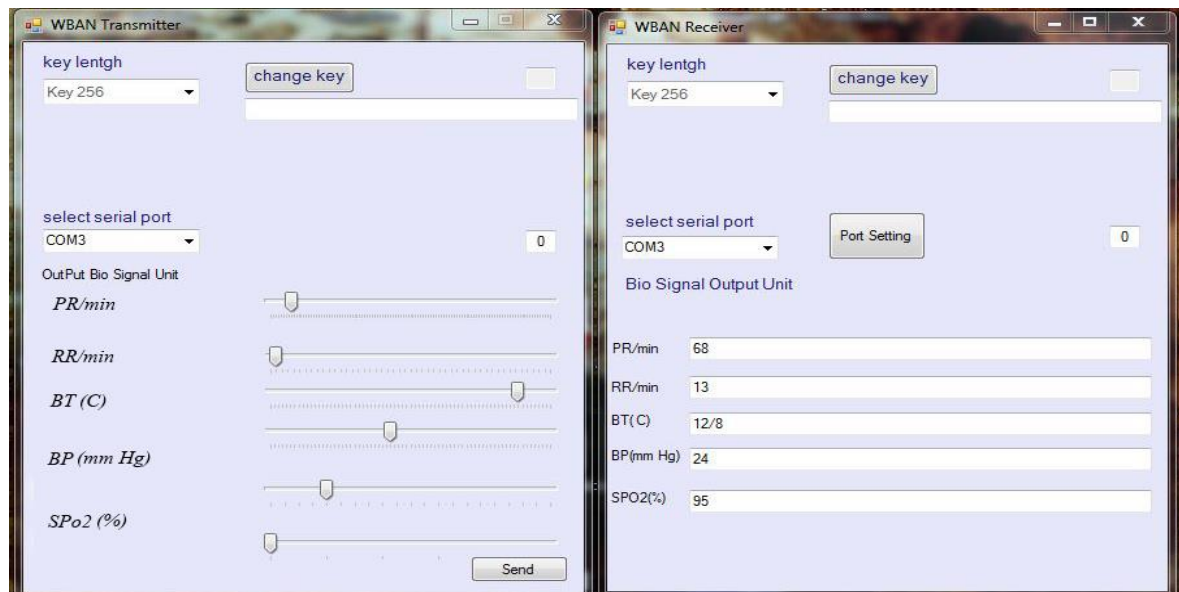 WBAN Transmitter
key lentgh
change key
Key 256
select serial port
COM3
0
OutPut Bio Signal Unit
PR/min
RR/min
BT (C)
BP (mm Hg)
SPo2 (%)
Send
WBAN Receiver
key lentgh
change key
Key 256
select serial port
Port Setting
COM3
0
Bio Signal Output Unit
PR/min 68
RR/min 13
BT( C) 12/8
BP(mm Hg) 24
SPO2(%) 95